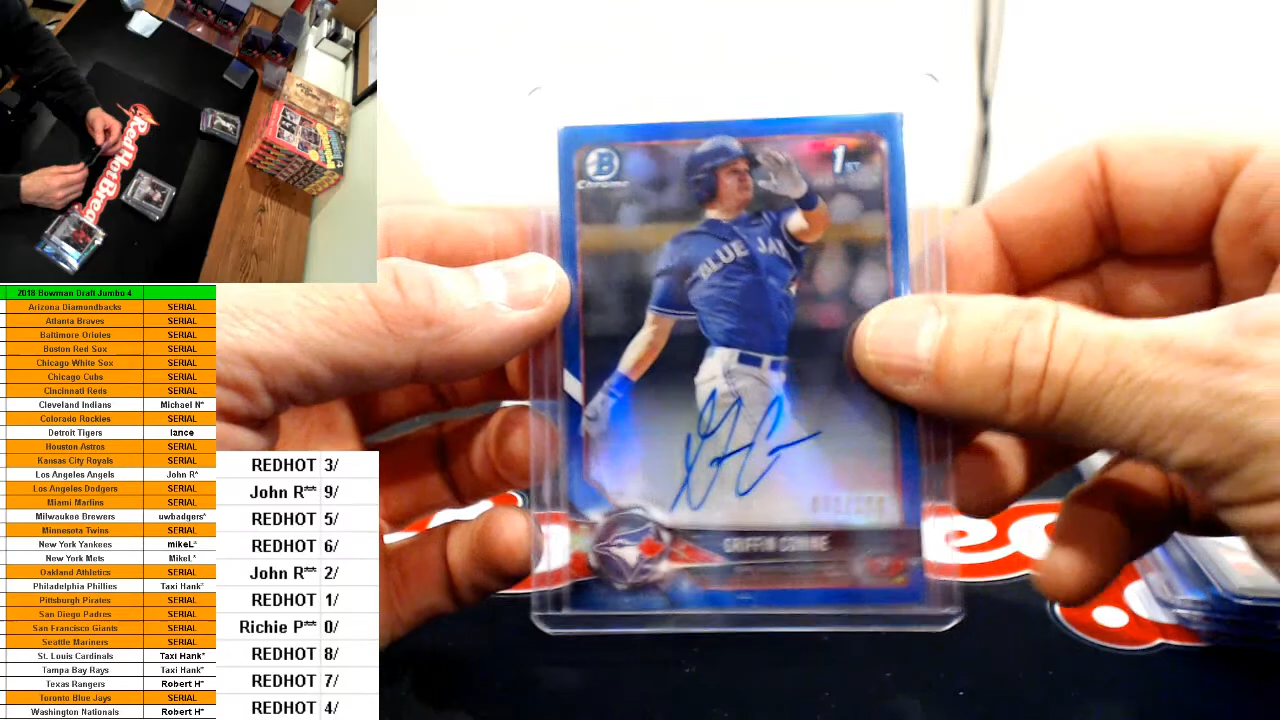 RedHotBrea
2018 Bowman Draft Jumbo 4
Arizona Diamondbacks SERIAL
Atlanta Braves SERIAL
Baltimore Orioles SERIAL
Boston Red Sox SERIAL
Chicago White Sox SERIAL
Chicago Cubs SERIAL
Cincinnati Reds SERIAL
Cleveland Indians Michael N*
Colorado Rockies SERIAL
Detroit Tigers lance
Houston Astros SERIAL
Kansas City Royals SERIAL
Los Angeles Angels John R*
Los Angeles Dodgers SERIAL
Miami Marlins SERIAL
Milwaukee Brewers uwbadgers*
Minnesota Twins SERIAL
New York Yankees mikeL*
New York Mets MikeL*
Oakland Athletics SERIAL
Philadelphia Phillies Taxi Hank*
Pittsburgh Pirates SERIAL
San Diego Padres SERIAL
San Francisco Giants SERIAL
Seattle Mariners SERIAL
St. Louis Cardinals Taxi Hank*
Tampa Bay Rays Taxi Hank*
Texas Rangers Robert H*
Toronto Blue Jays SERIAL
Washington Nationals Robert H*
REDHOT 3/
John R** 9/
REDHOT 5/
REDHOT 6/
John R** 2/
REDHOT 1/
Richie P** 0/
REDHOT 8/
REDHOT 7/
REDHOT 4/
B
Chrome
1ST
BLUE JAY
GRIFFIN CONINE